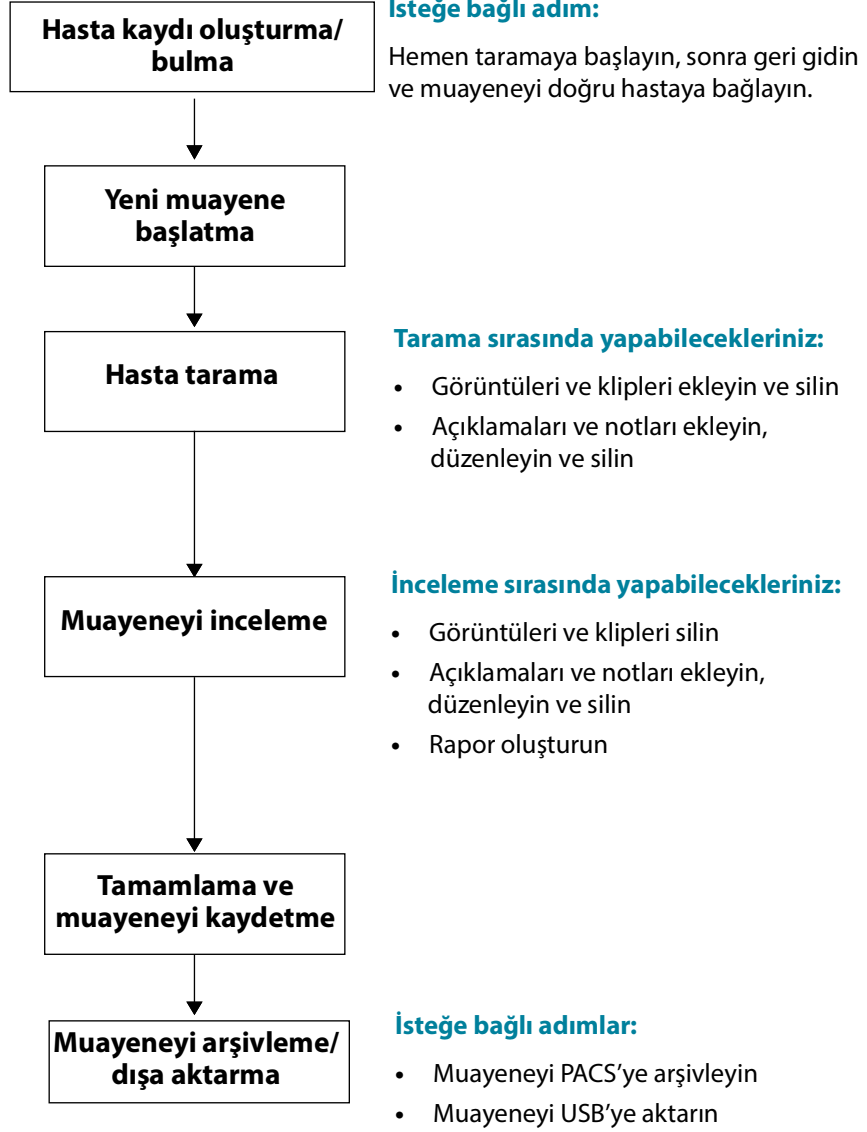 Hasta kaydı oluşturma/
bulma
İsteğe bağlı adım:
Hemen taramaya başlayın, sonra geri gidin
ve muayeneyi doğru hastaya bağlayın.
Yeni muayene
başlatma
Hasta tarama
Tarama sırasında yapabilecekleriniz:
• Görüntüleri ve klipleri ekleyin ve silin
• Açıklamaları ve notları ekleyin,
düzenleyin ve silin
Muayeneyi inceleme
İnceleme sırasında yapabilecekleriniz:
• Görüntüleri ve klipleri silin
• Açıklamaları ve notları ekleyin,
düzenleyin ve silin
• Rapor oluşturun
Tamamlama ve
muayeneyi kaydetme
Muayeneyi arşivleme/
dışa aktarma
İsteğe bağlı adımlar:
• Muayeneyi PACS’ye arşivleyin
• Muayeneyi USB’ye aktarın